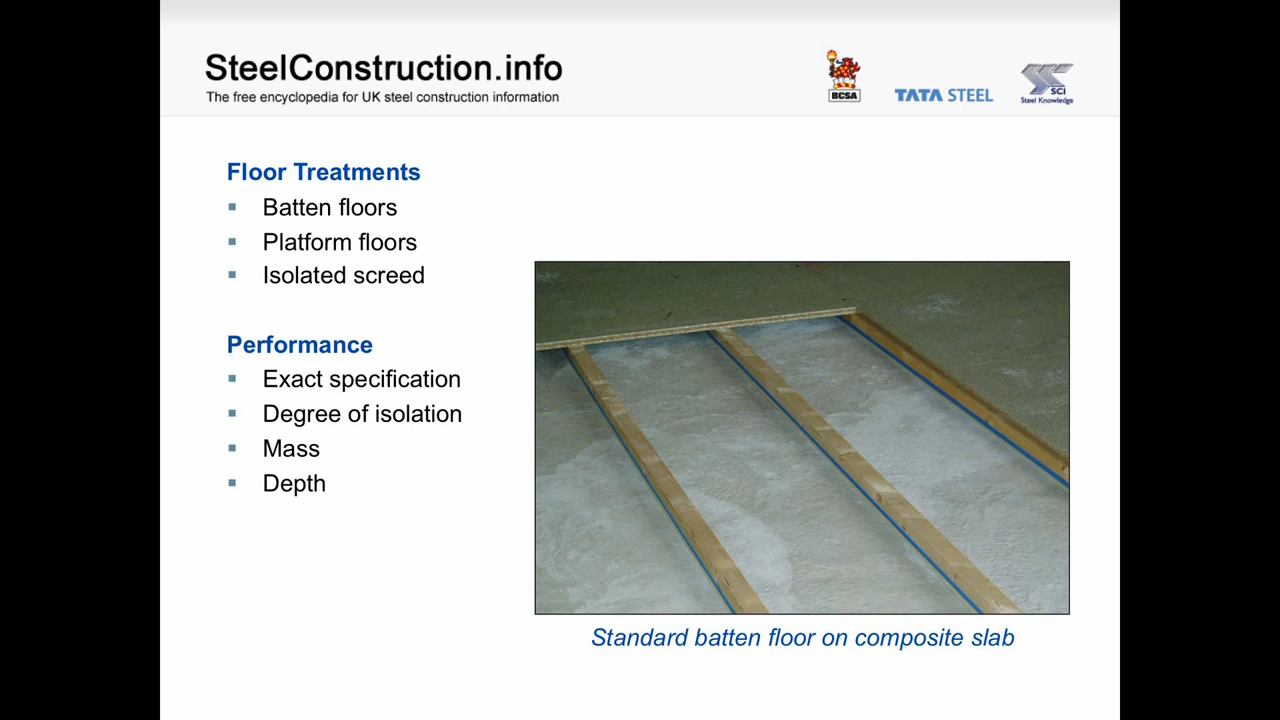 SteelConstruction.info
The free encyclopedia for UK steel construction information
BCSA
TATA STEEL
SCI
Steel Knowledge
Floor Treatments
Batten floors
Platform floors
Isolated screed
Performance
Exact specification
Degree of isolation
Mass
Depth
Standard batten floor on composite slab